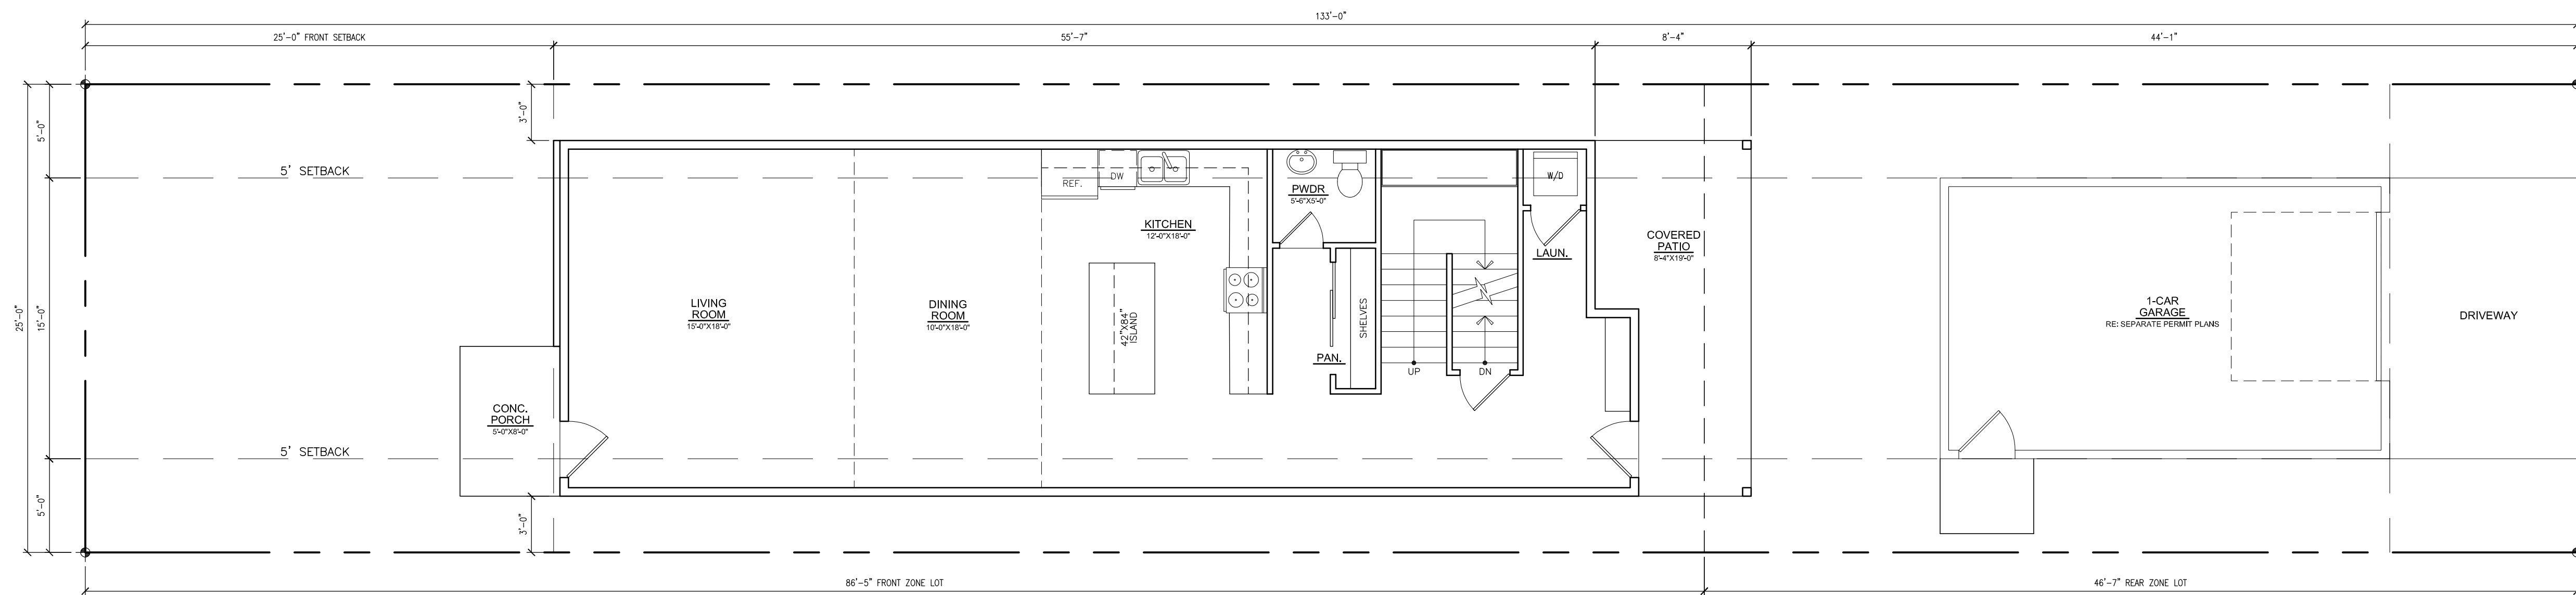 133'-0"
25'-0" FRONT SETBACK
55'-7"
8'-4"
44'-1"
3'-0"
5'-0"
5' SETBACK
25'-0"
15'-0"
5' SETBACK
5'-0"
3'-0"
CONC.
PORCH
5'-0"X8'-0"
LIVING
ROOM
15'-0"X18'-0"
DINING
ROOM
10'-0"X18'-0"
REF.
DW
KITCHEN
12'-0"X18'-0"
42"X84"
ISLAND
PWDR
5'-6"X5'-0"
PAN.
SHELVES
UP
DN
W/D
LAUN.
COVERED
PATIO
8'-4"X19'-0"
1-CAR
GARAGE
RE: SEPARATE PERMIT PLANS
DRIVEWAY
86'-5" FRONT ZONE LOT
46'-7" REAR ZONE LOT